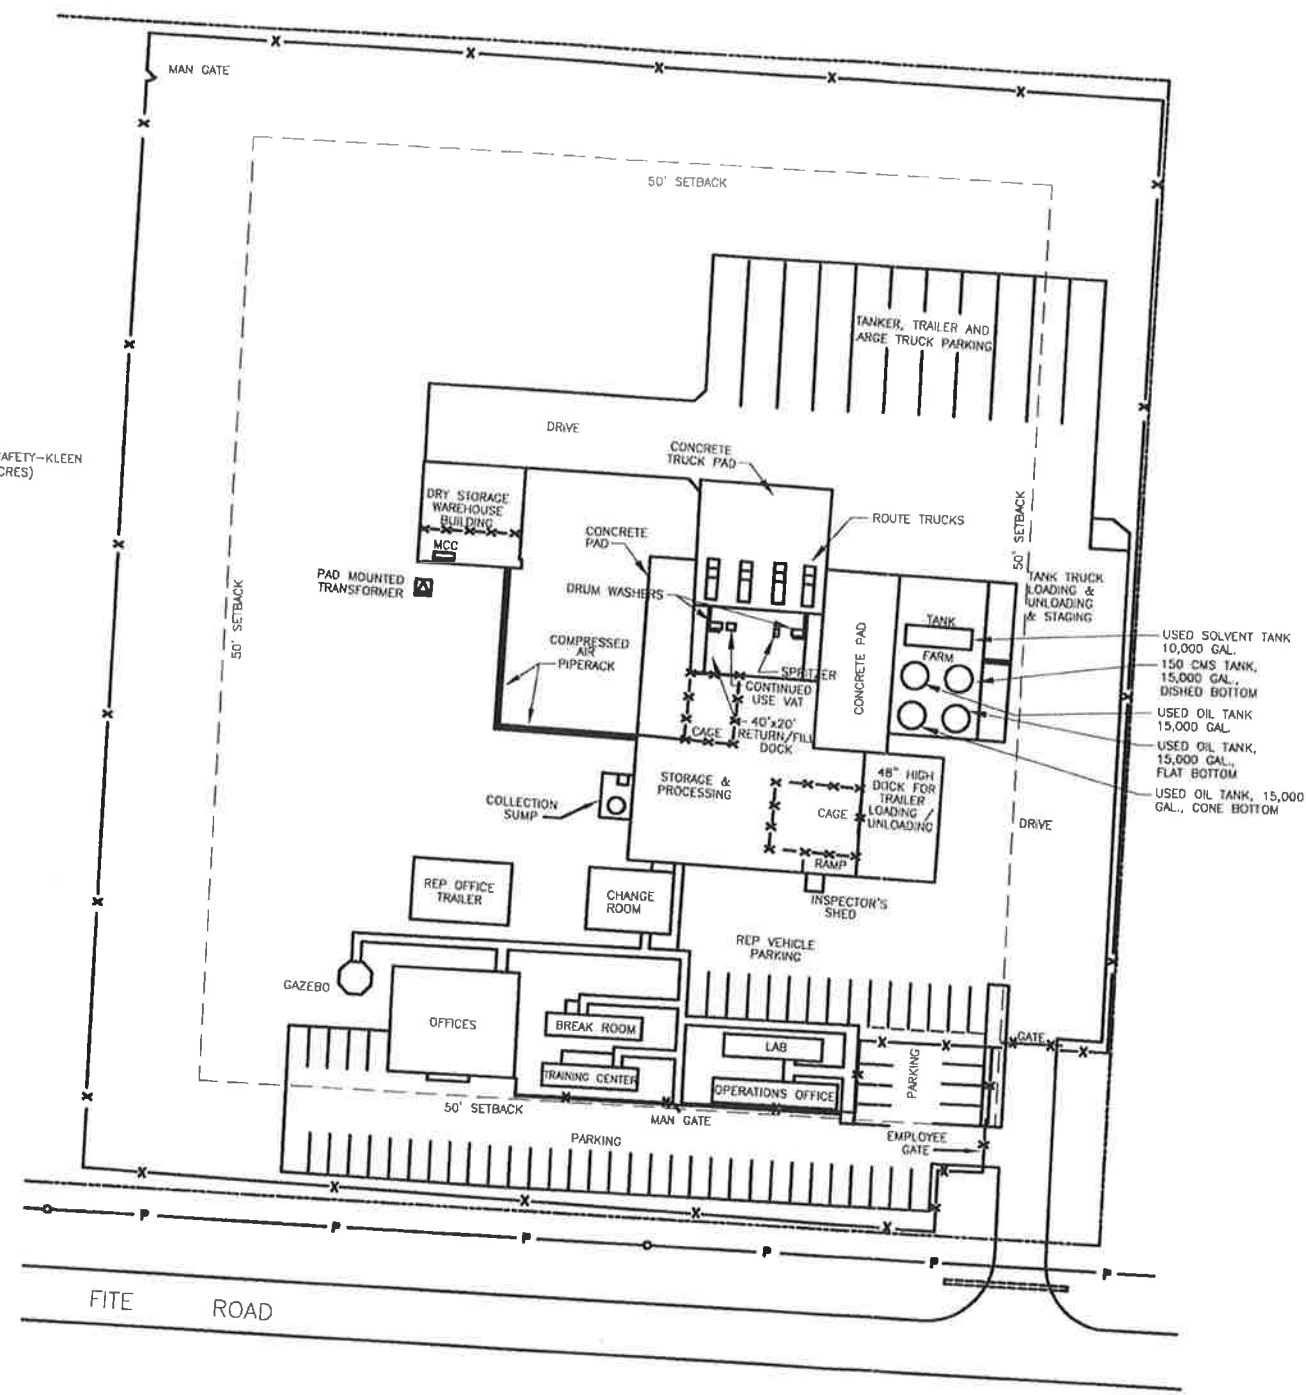 MAN GATE
50' SETBACK
TANKER, TRAILER AND
ARGE TRUCK PARKING
DRIVE
CONCRETE
TRUCK PAD
AFETY-KLEEN
CRES)
DRY STORAGE
WAREHOUSE
BUILDING
MCC
CONCRETE
PAD
ROUTE TRUCKS
50' SETBACK
PAD MOUNTED
TRANSFORMER
DRUM WASHERS
TANK TRUCK
LOADING &
UNLOADING
& STAGING
50' SETBACK
COMPRESSED
AIR
PIPERACK
CONCRETE PAD
TANK
FARM
USED SOLVENT TANK
10,000 GAL.
150 CMS TANK,
15,000 GAL.,
DISHED BOTTOM
USED OIL TANK
15,000 GAL
USED OIL TANK,
15,000 GAL.,
FLAT BOTTOM
USED OIL TANK, 15,000
GAL., CONE BOTTOM
SPRITZER
CONTINUED
USE VAT
40'x20'
RETURN/FILL
DOCK
CAGE
STORAGE &
PROCESSING
48" HIGH
DOCK FOR
TRAILER
LOADING /
UNLOADING
CAGE
DRIVE
COLLECTION
SUMP
RAMP
REP OFFICE
TRAILER
CHANGE
ROOM
INSPECTOR'S
SHED
REP VEHICLE
PARKING
GAZEBO
OFFICES
BREAK ROOM
LAB
GATE
TRAINING CENTER
OPERATIONS OFFICE
PARKING
50' SETBACK
MAN GATE
PARKING
EMPLOYEE
GATE
P P P P P P
FITE ROAD